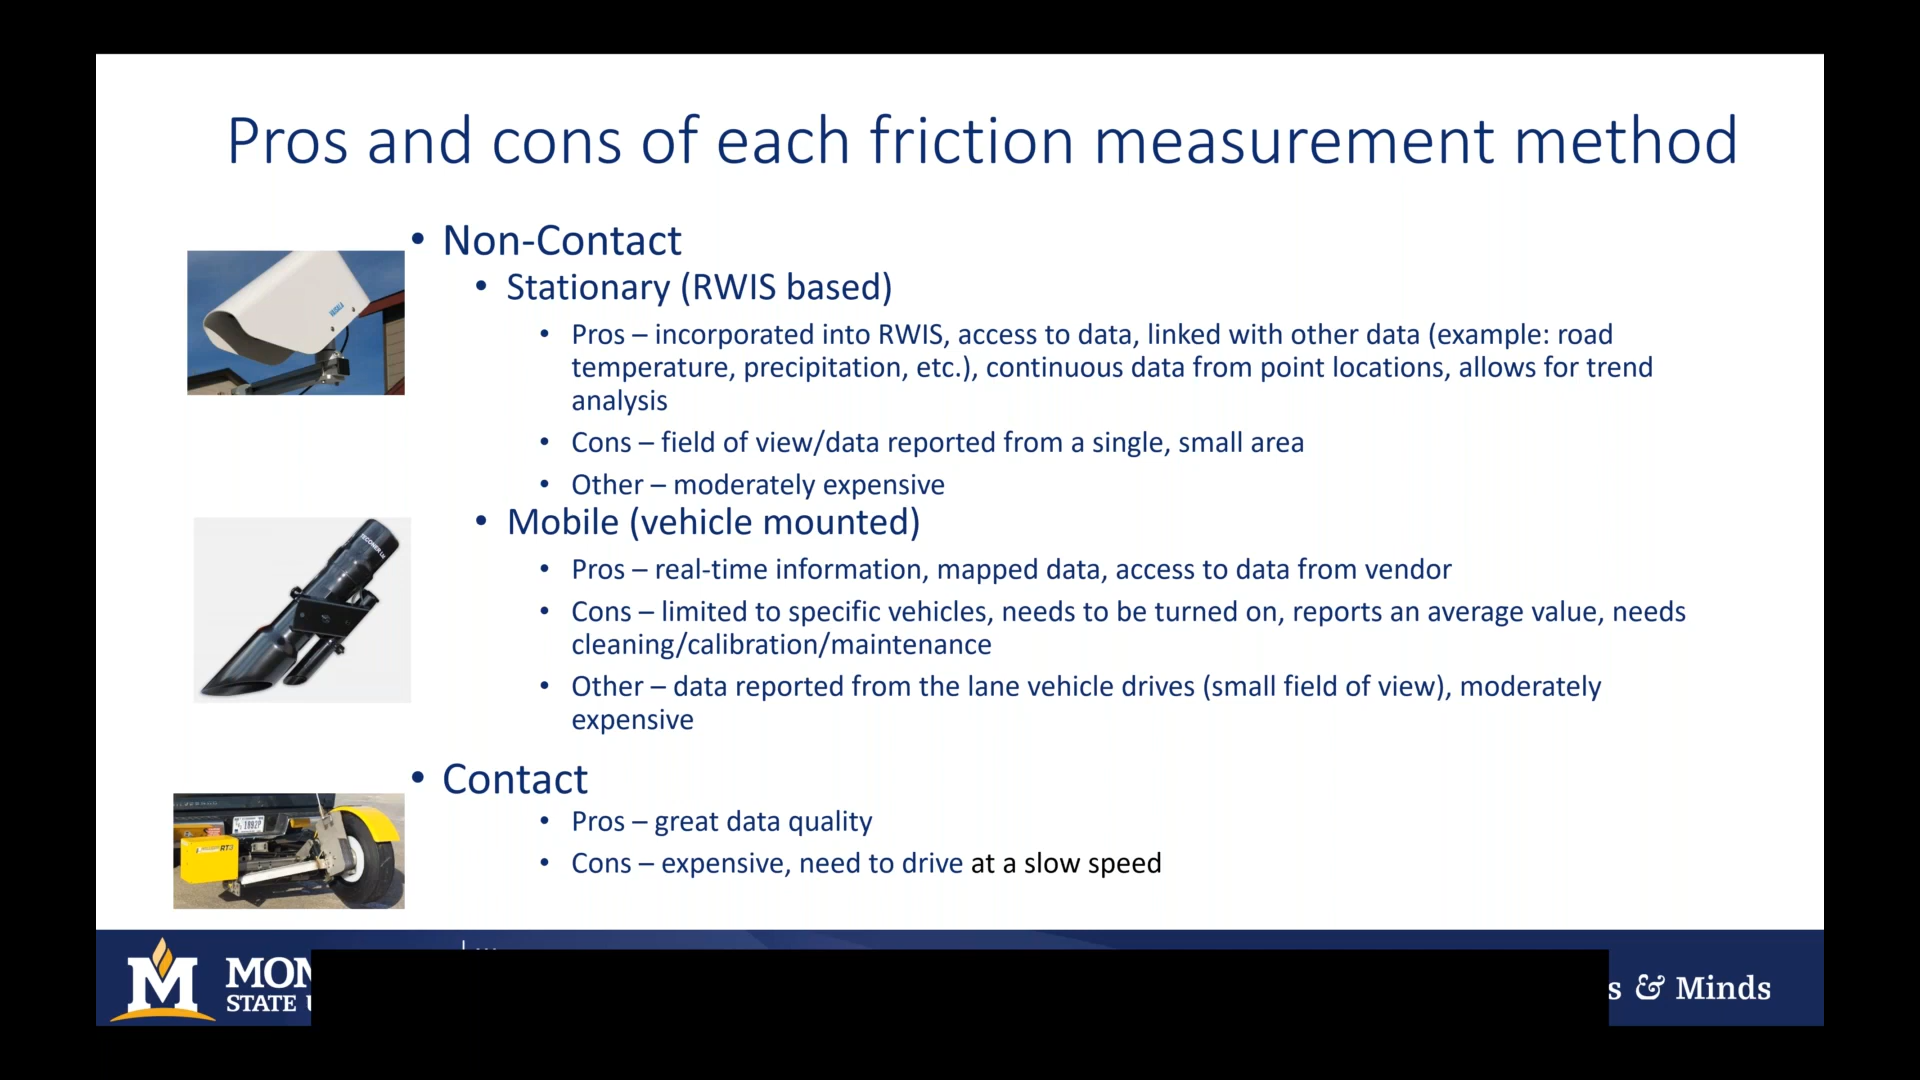 Pros and cons of each friction measurement method
• Non-Contact
• Stationary (RWIS based)
• Pros – incorporated into RWIS, access to data, linked with other data (example: road
temperature, precipitation, etc.), continuous data from point locations, allows for trend
analysis
• Cons – field of view/data reported from a single, small area
• Other – moderately expensive
• Mobile (vehicle mounted)
• Pros – real-time information, mapped data, access to data from vendor
• Cons – limited to specific vehicles, needs to be turned on, reports an average value, needs
cleaning/calibration/maintenance
• Other – data reported from the lane vehicle drives (small field of view), moderately
expensive
• Contact
• Pros – great data quality
• Cons – expensive, need to drive at a slow speed
RT3
M
STATE
& Minds